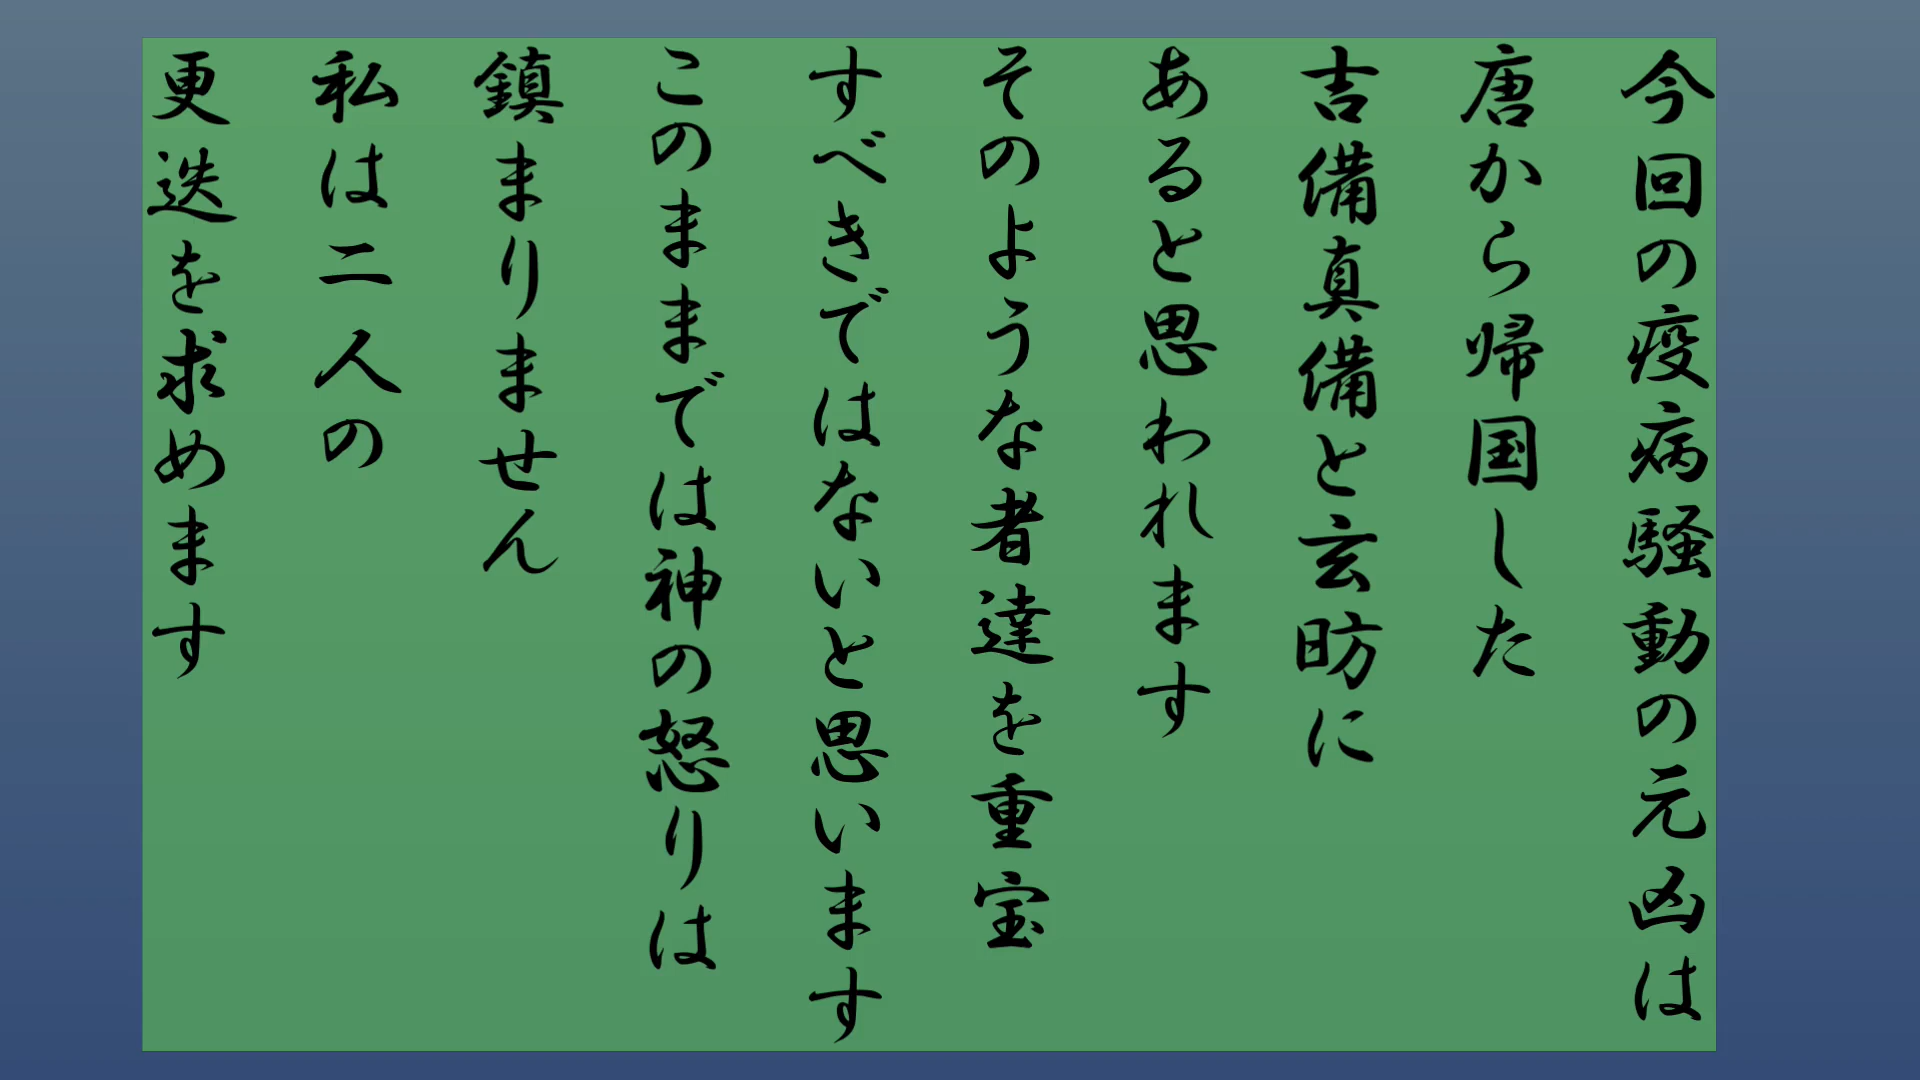 今回の疫病騒動の元凶は
唐から帰国した
吉備真備と玄昉に
あると思われます
そのような者達を重宝
すべきではないと思います
このままでは神の怒りは
鎮まりません
私は二人の
更迭を求めます